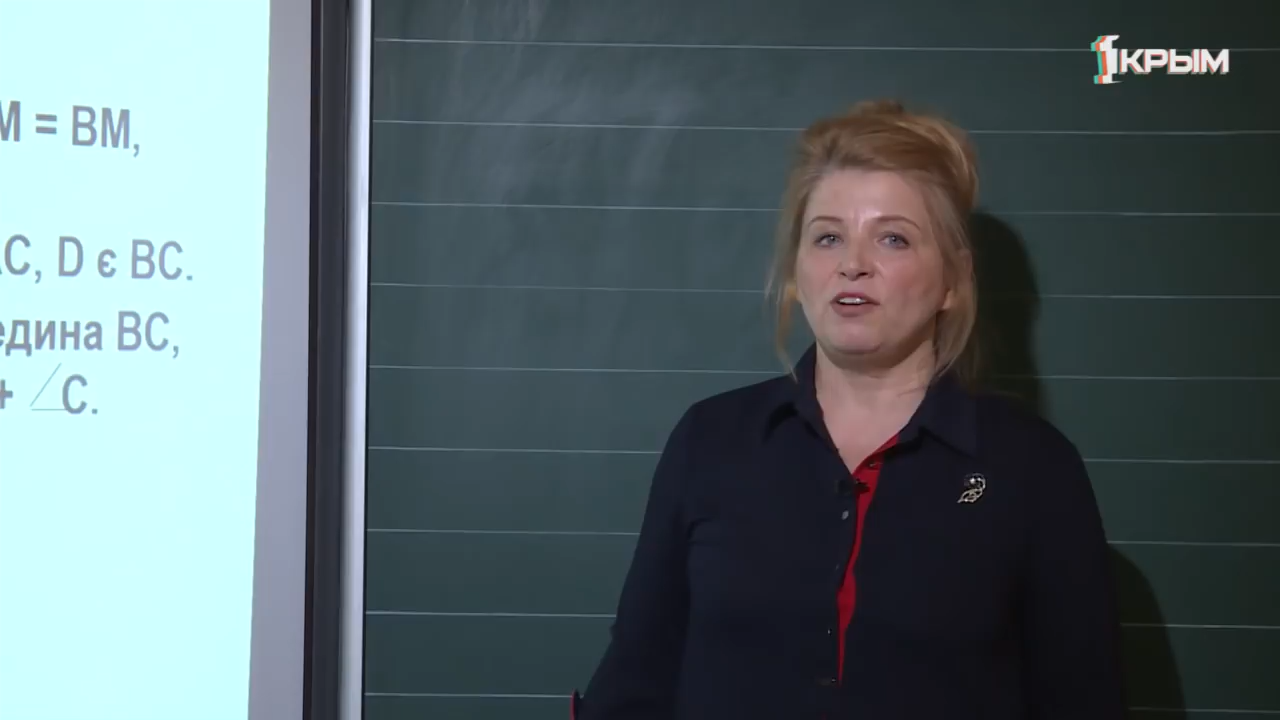 1КРЫМ
М = ВМ,
С, D є ВС.
едина ВС,
+ ∠С.